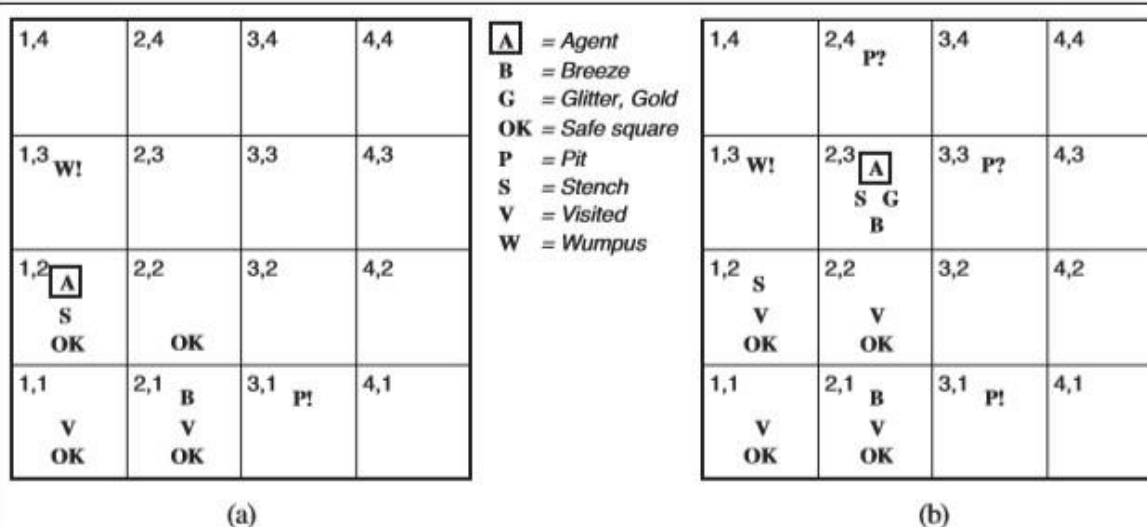 1,4 2,4 3,4 4,4
1,3 W! 2,3 3,3 4,3
1,2 A 2,2 3,2 4,2
S
OK OK
1,1 2,1 B 3,1 P! 4,1
V V
OK OK
(a)
A = Agent
B = Breeze
G = Glitter, Gold
OK = Safe square
P = Pit
S = Stench
V = Visited
W = Wumpus
1,4 2,4 P? 3,4 4,4
1,3 W! 2,3 A 3,3 P? 4,3
S G
B
1,2 S 2,2 3,2 4,2
V V
OK OK
1,1 2,1 B 3,1 P! 4,1
V V
OK OK
(b)